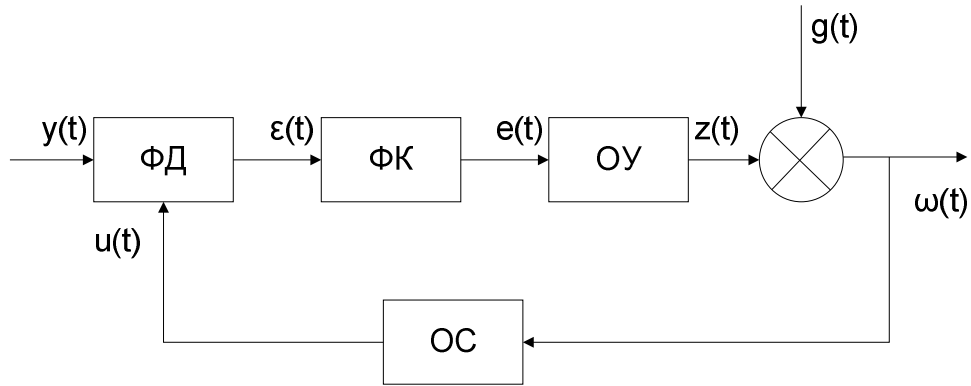 g(t)
y(t)
ФД
ε(t)
ФК
e(t)
ОУ
z(t)
ω(t)
u(t)
ОС